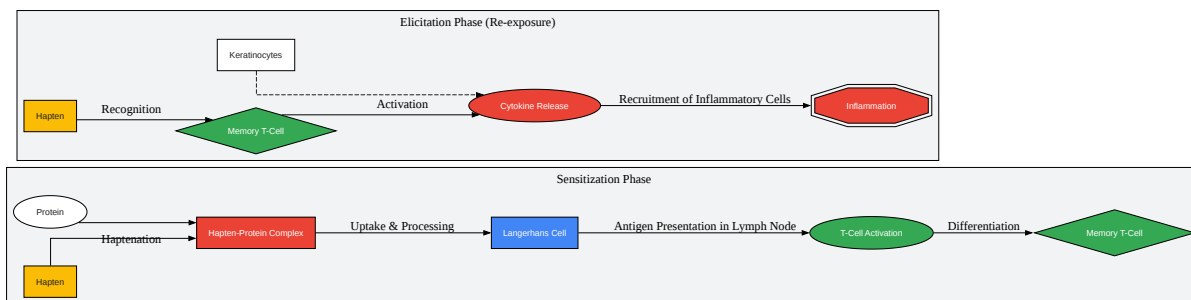 Elicitation Phase (Re-exposure)
Keratinocytes
Hapten
Recognition
Memory T-Cell
Activation
Cytokine Release
Recruitment of Inflammatory Cells
Inflammation
Sensitization Phase
Protein
Haptenation
Hapten
Hapten-Protein Complex
Uptake & Processing
Langerhans Cell
Antigen Presentation in Lymph Node
T-Cell Activation
Differentiation
Memory T-Cell